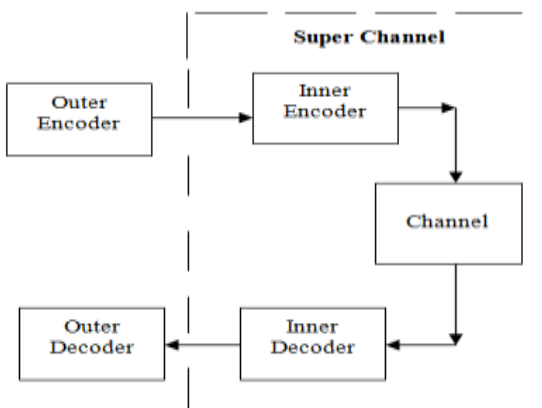 Super Channel
Outer
Encoder
Inner
Encoder
Channel
Outer
Decoder
Inner
Decoder